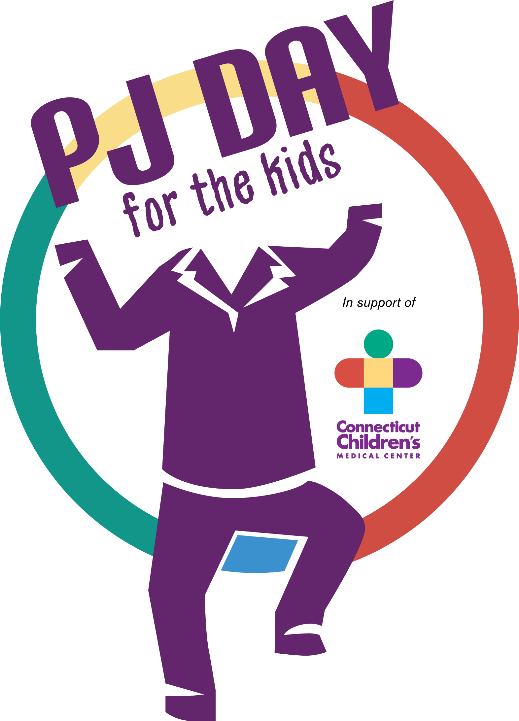 PJ DAY
for the kids
In support of
Connecticut
Children's
MEDICAL CENTER